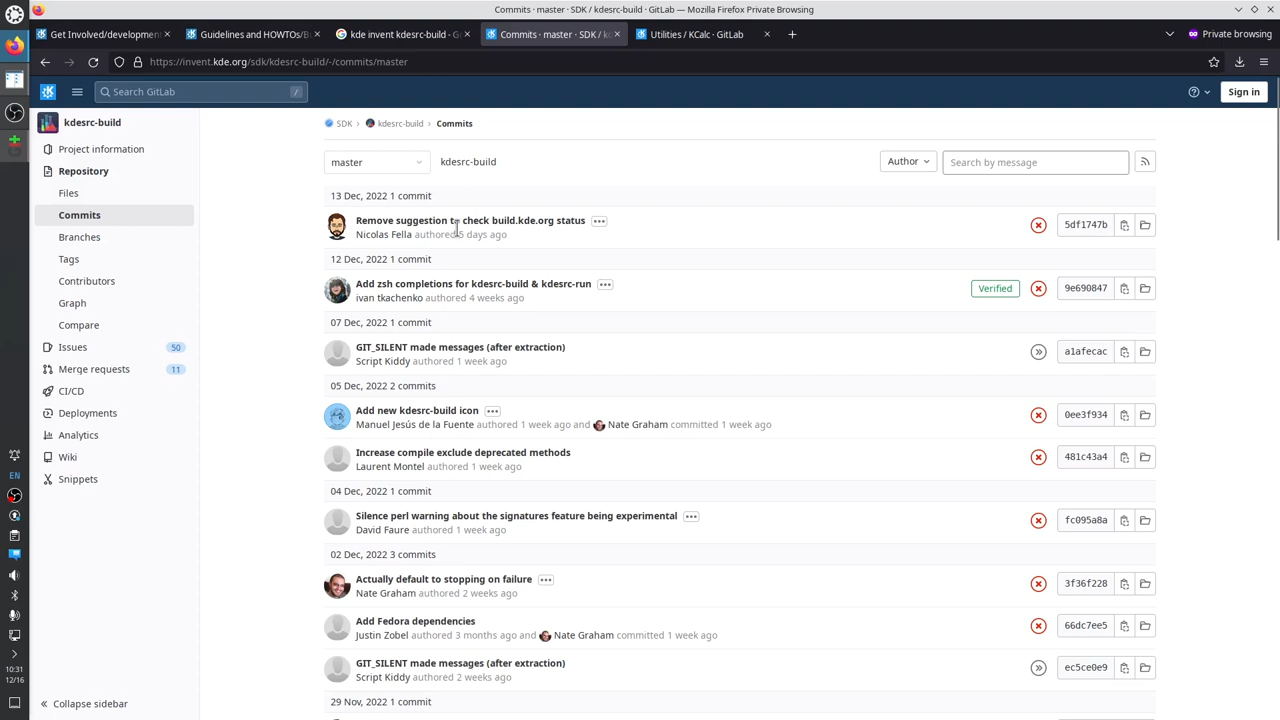 Commits · master · SDK / kdesrc-build · GitLab — Mozilla Firefox Private Browsing
Get Involved/development
Guidelines and HOWTOs/B
kde invent kdesrc-build - G
Commits · master · SDK / kd
Utilities / KCalc · GitLab
Private browsing
https://invent.kde.org/sdk/kdesrc-build/-/commits/master
Search GitLab
/
Sign in
kdesrc-build
Project information
Repository
Files
Commits
Branches
Tags
Contributors
Graph
Compare
Issues 50
Merge requests 11
CI/CD
Deployments
Analytics
Wiki
Snippets
Collapse sidebar
EN
10:31
12/16
SDK › kdesrc-build › Commits
master
kdesrc-build
Author
Search by message
13 Dec, 2022 1 commit
Remove suggestion to check build.kde.org status
5df1747b
Nicolas Fella authored 5 days ago
12 Dec, 2022 1 commit
Add zsh completions for kdesrc-build & kdesrc-run
Verified
9e690847
ivan tkachenko authored 4 weeks ago
07 Dec, 2022 1 commit
GIT_SILENT made messages (after extraction)
a1afecac
Script Kiddy authored 1 week ago
05 Dec, 2022 2 commits
Add new kdesrc-build icon
0ee3f934
Manuel Jesús de la Fuente authored 1 week ago and Nate Graham committed 1 week ago
Increase compile exclude deprecated methods
481c43a4
Laurent Montel authored 1 week ago
04 Dec, 2022 1 commit
Silence perl warning about the signatures feature being experimental
fc095a8a
David Faure authored 1 week ago
02 Dec, 2022 3 commits
Actually default to stopping on failure
3f36f228
Nate Graham authored 2 weeks ago
Add Fedora dependencies
66dc7ee5
Justin Zobel authored 3 months ago and Nate Graham committed 1 week ago
GIT_SILENT made messages (after extraction)
ec5ce0e9
Script Kiddy authored 2 weeks ago
29 Nov, 2022 1 commit